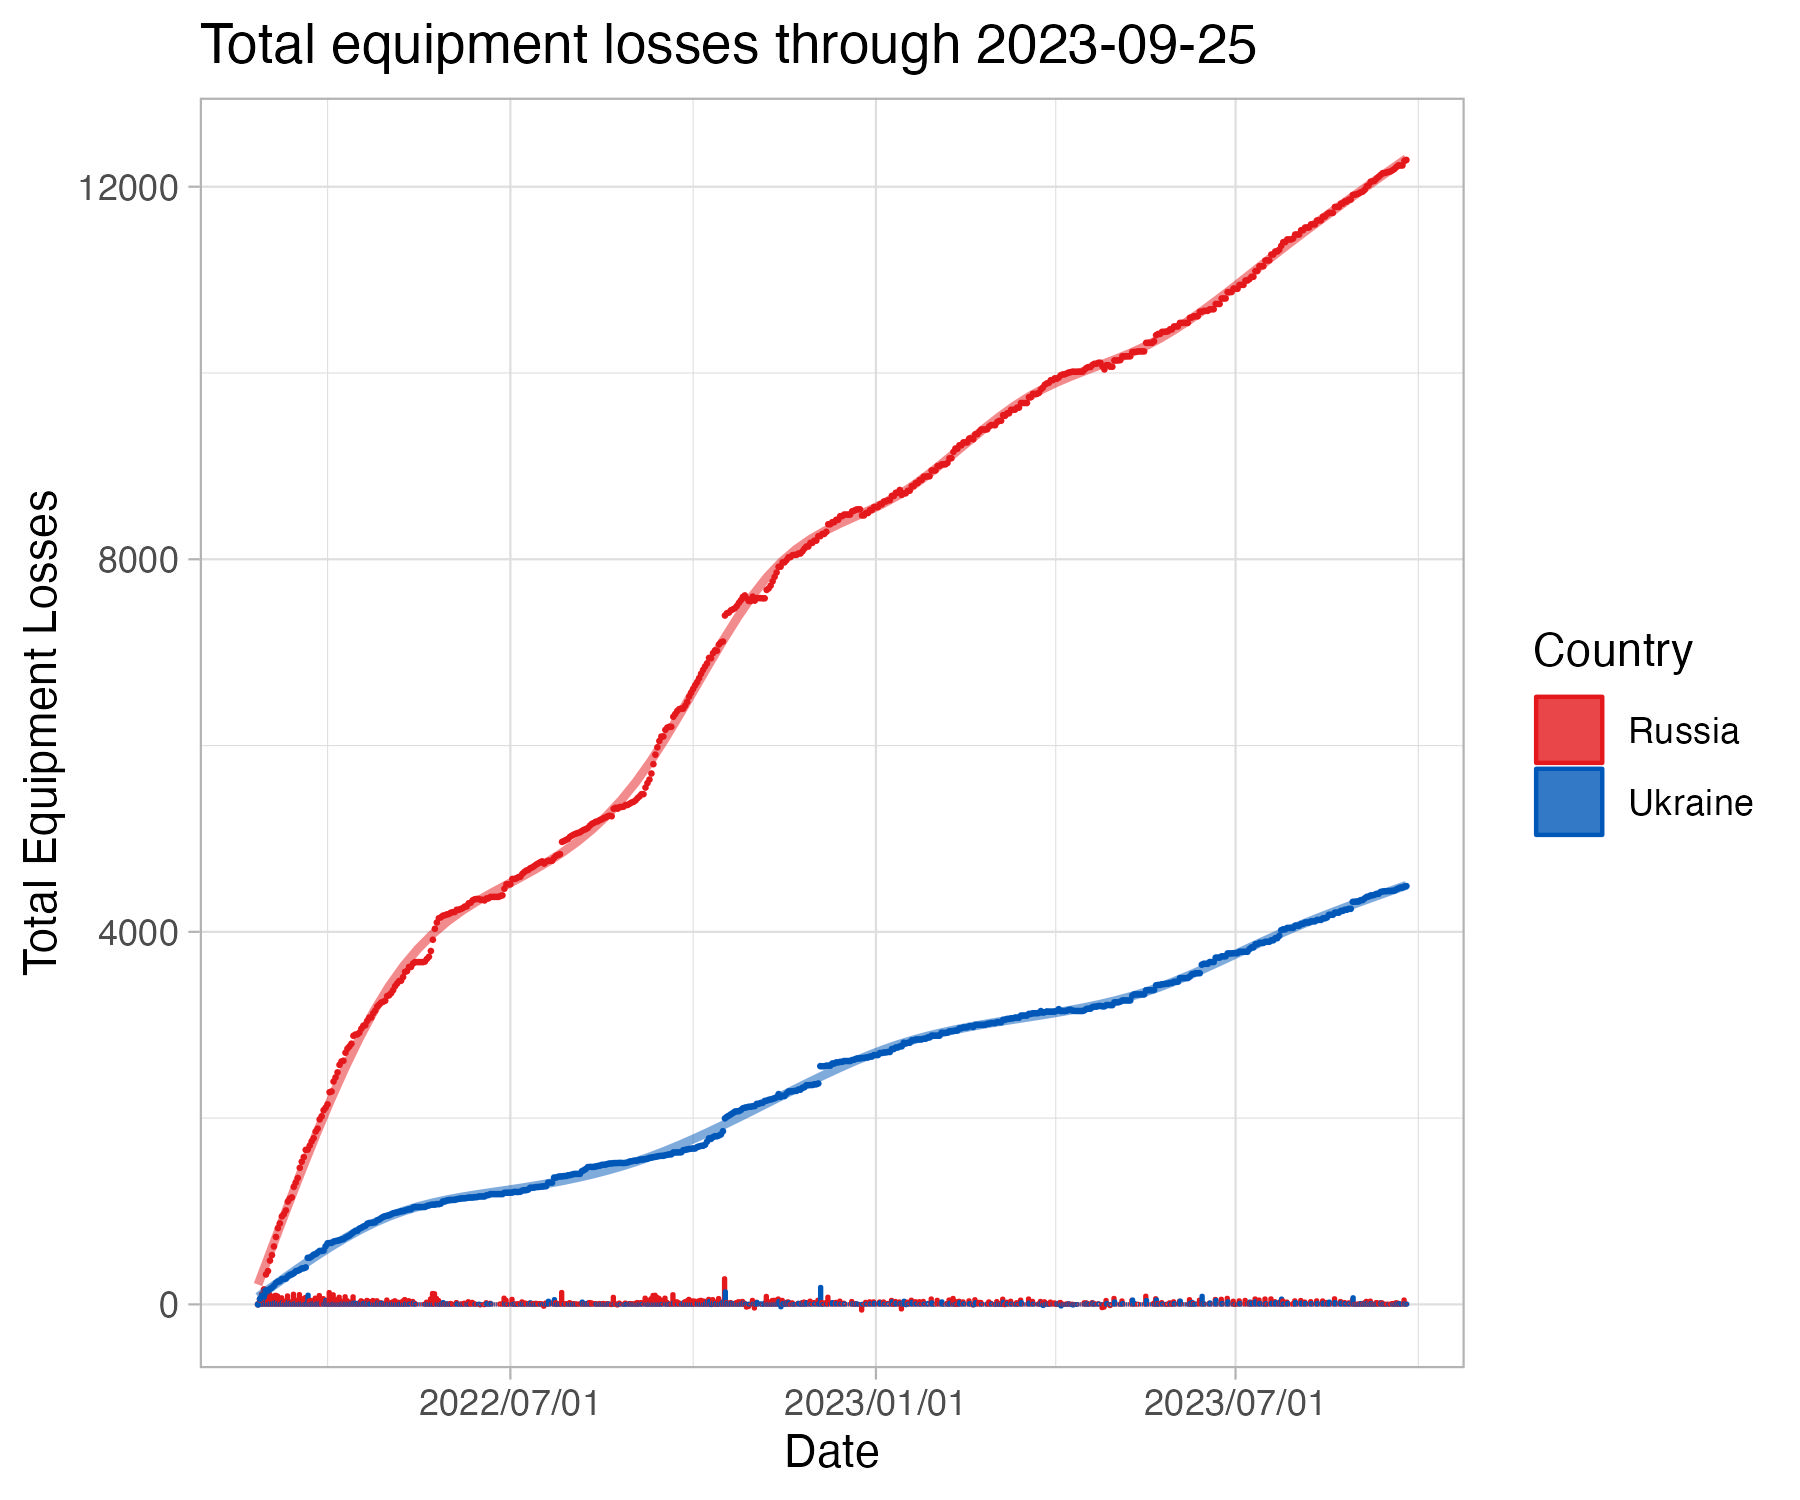 Total equipment losses through 2023-09-25
Total Equipment Losses
12000
8000
4000
0
2022/07/01
2023/01/01
2023/07/01
Date
Country
Russia
Ukraine